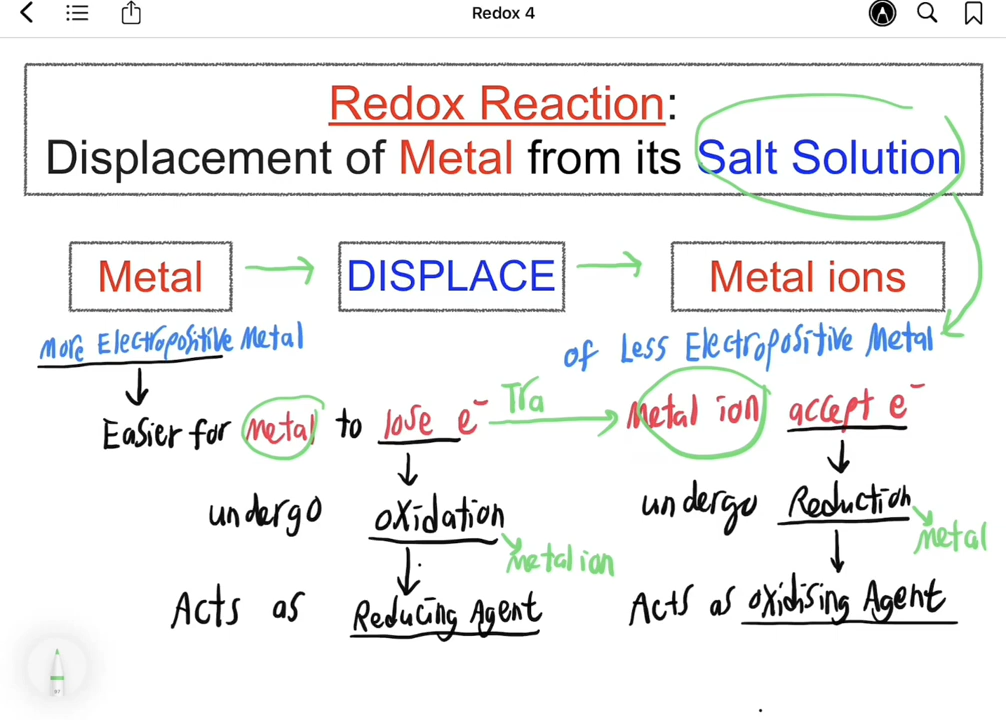 Redox 4
Redox Reaction:
Displacement of Metal from its Salt Solution
Metal → DISPLACE → Metal ions
More Electropositive Metal
of Less Electropositive Metal
Easier for Metal to lose e⁻ Tra Metal ion accept e⁻
undergo oxidation
undergo Reduction
Metal ion
Metal
Acts as Reducing Agent
Acts as oxidising Agent
97